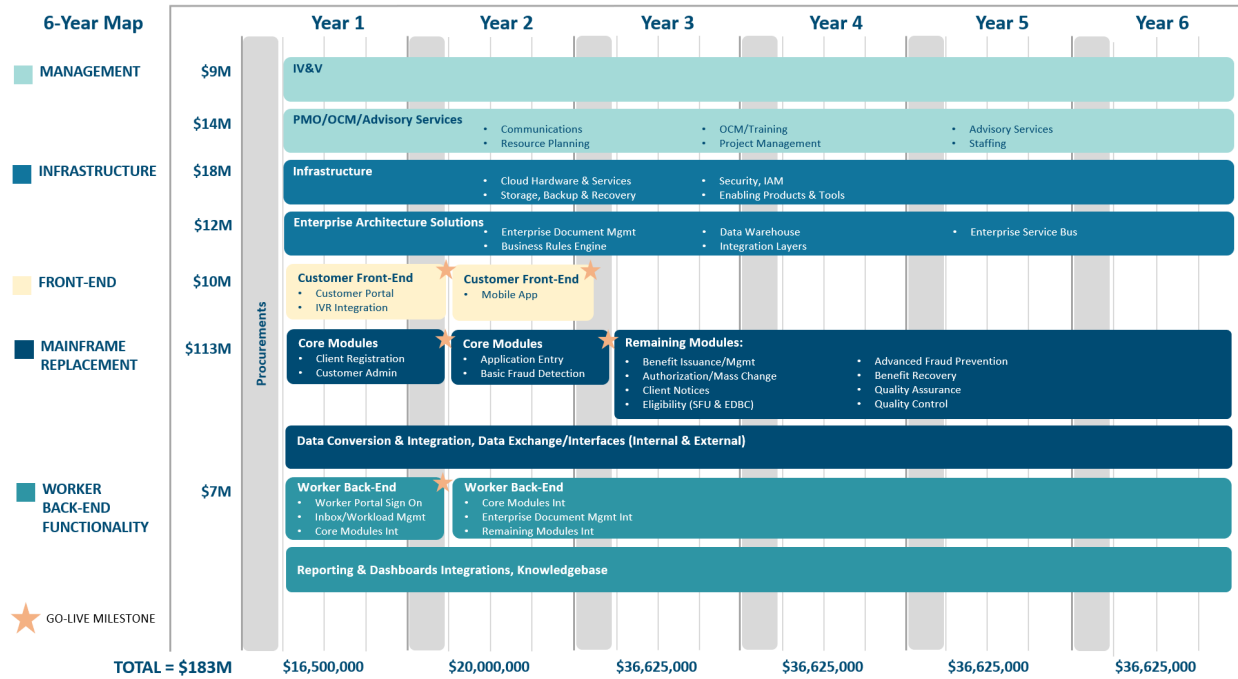 6-Year Map
Year 1
Year 2
Year 3
Year 4
Year 5
Year 6
MANAGEMENT
$9M
IV&V
$14M
PMO/OCM/Advisory Services
• Communications
• Resource Planning
• OCM/Training
• Project Management
• Advisory Services
• Staffing
INFRASTRUCTURE
$18M
Infrastructure
• Cloud Hardware & Services
• Storage, Backup & Recovery
• Security, IAM
• Enabling Products & Tools
$12M
Enterprise Architecture Solutions
• Enterprise Document Mgmt
• Business Rules Engine
• Data Warehouse
• Integration Layers
• Enterprise Service Bus
Procurements
FRONT-END
$10M
Customer Front-End
• Customer Portal
• IVR Integration
Customer Front-End
• Mobile App
MAINFRAME
REPLACEMENT
$113M
Core Modules
• Client Registration
• Customer Admin
Core Modules
• Application Entry
• Basic Fraud Detection
Remaining Modules:
• Benefit Issuance/Mgmt
• Authorization/Mass Change
• Client Notices
• Eligibility (SFU & EDBC)
• Advanced Fraud Prevention
• Benefit Recovery
• Quality Assurance
• Quality Control
Data Conversion & Integration, Data Exchange/Interfaces (Internal & External)
WORKER
BACK-END
FUNCTIONALITY
$7M
Worker Back-End
• Worker Portal Sign On
• Inbox/Workload Mgmt
• Core Modules Int
Worker Back-End
• Core Modules Int
• Enterprise Document Mgmt Int
• Remaining Modules Int
Reporting & Dashboards Integrations, Knowledgebase
GO-LIVE MILESTONE
TOTAL = $183M
$16,500,000
$20,000,000
$36,625,000
$36,625,000
$36,625,000
$36,625,000